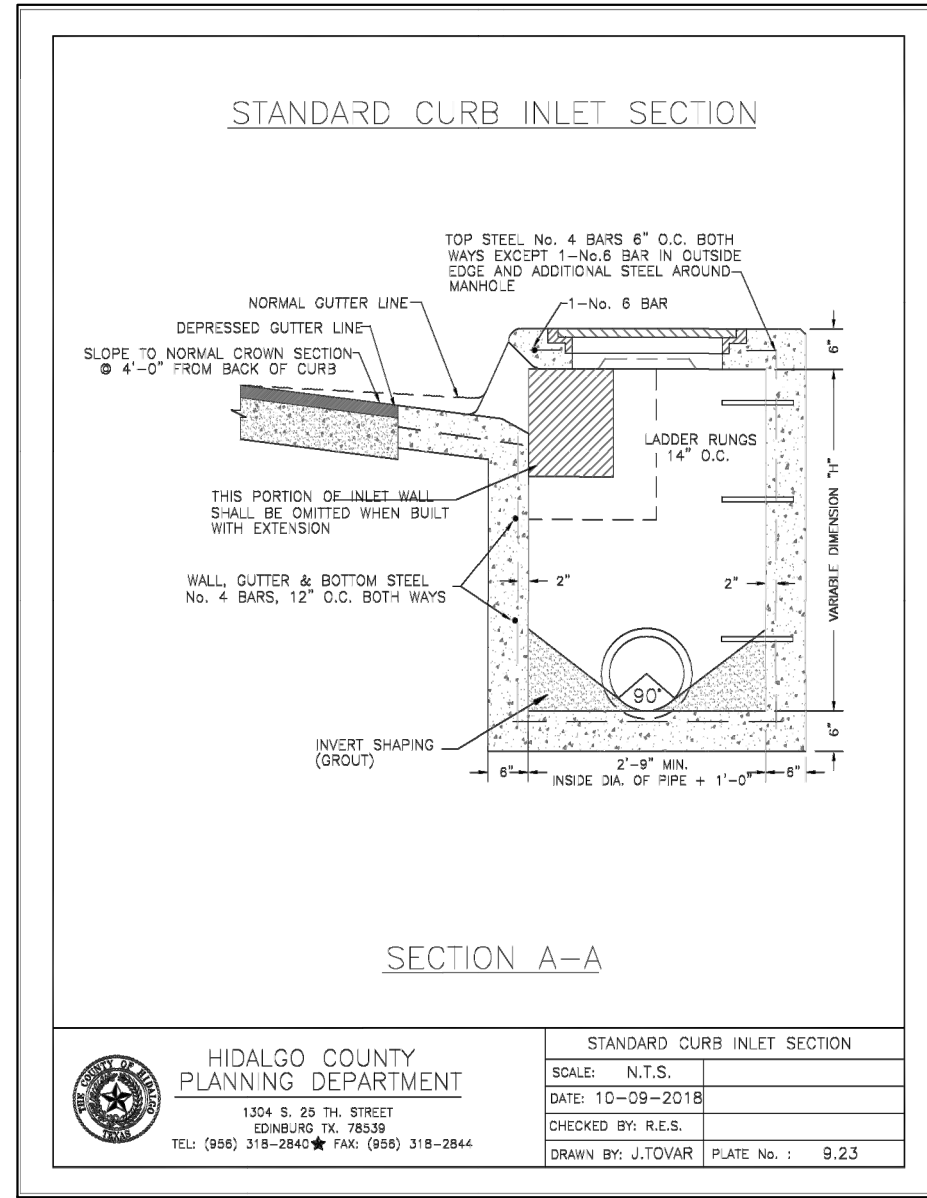 STANDARD CURB INLET SECTION
TOP STEEL No. 4 BARS 6" O.C. BOTH
WAYS EXCEPT 1-No.6 BAR IN OUTSIDE
EDGE AND ADDITIONAL STEEL AROUND
MANHOLE
NORMAL GUTTER LINE
1-No. 6 BAR
DEPRESSED GUTTER LINE
SLOPE TO NORMAL CROWN SECTION
@ 4'-0" FROM BACK OF CURB
6"
LADDER RUNGS
14" O.C.
THIS PORTION OF INLET WALL
SHALL BE OMITTED WHEN BUILT
WITH EXTENSION
VARIABLE DIMENSION "H"
WALL, GUTTER & BOTTOM STEEL
No. 4 BARS, 12" O.C. BOTH WAYS
2"
2"
90°
INVERT SHAPING
(GROUT)
6"
6"
2'-9" MIN.
INSIDE DIA. OF PIPE + 1'-0"
6"
SECTION A-A
THE COUNTY OF HIDALGO
TEXAS
HIDALGO COUNTY
PLANNING DEPARTMENT
1304 S. 25 TH. STREET
EDINBURG TX. 78539
TEL: (956) 318-2840★ FAX: (956) 318-2844
STANDARD CURB INLET SECTION
SCALE: N.T.S.
DATE: 10-09-2018
CHECKED BY: R.E.S.
DRAWN BY: J.TOVAR
PLATE No. : 9.23